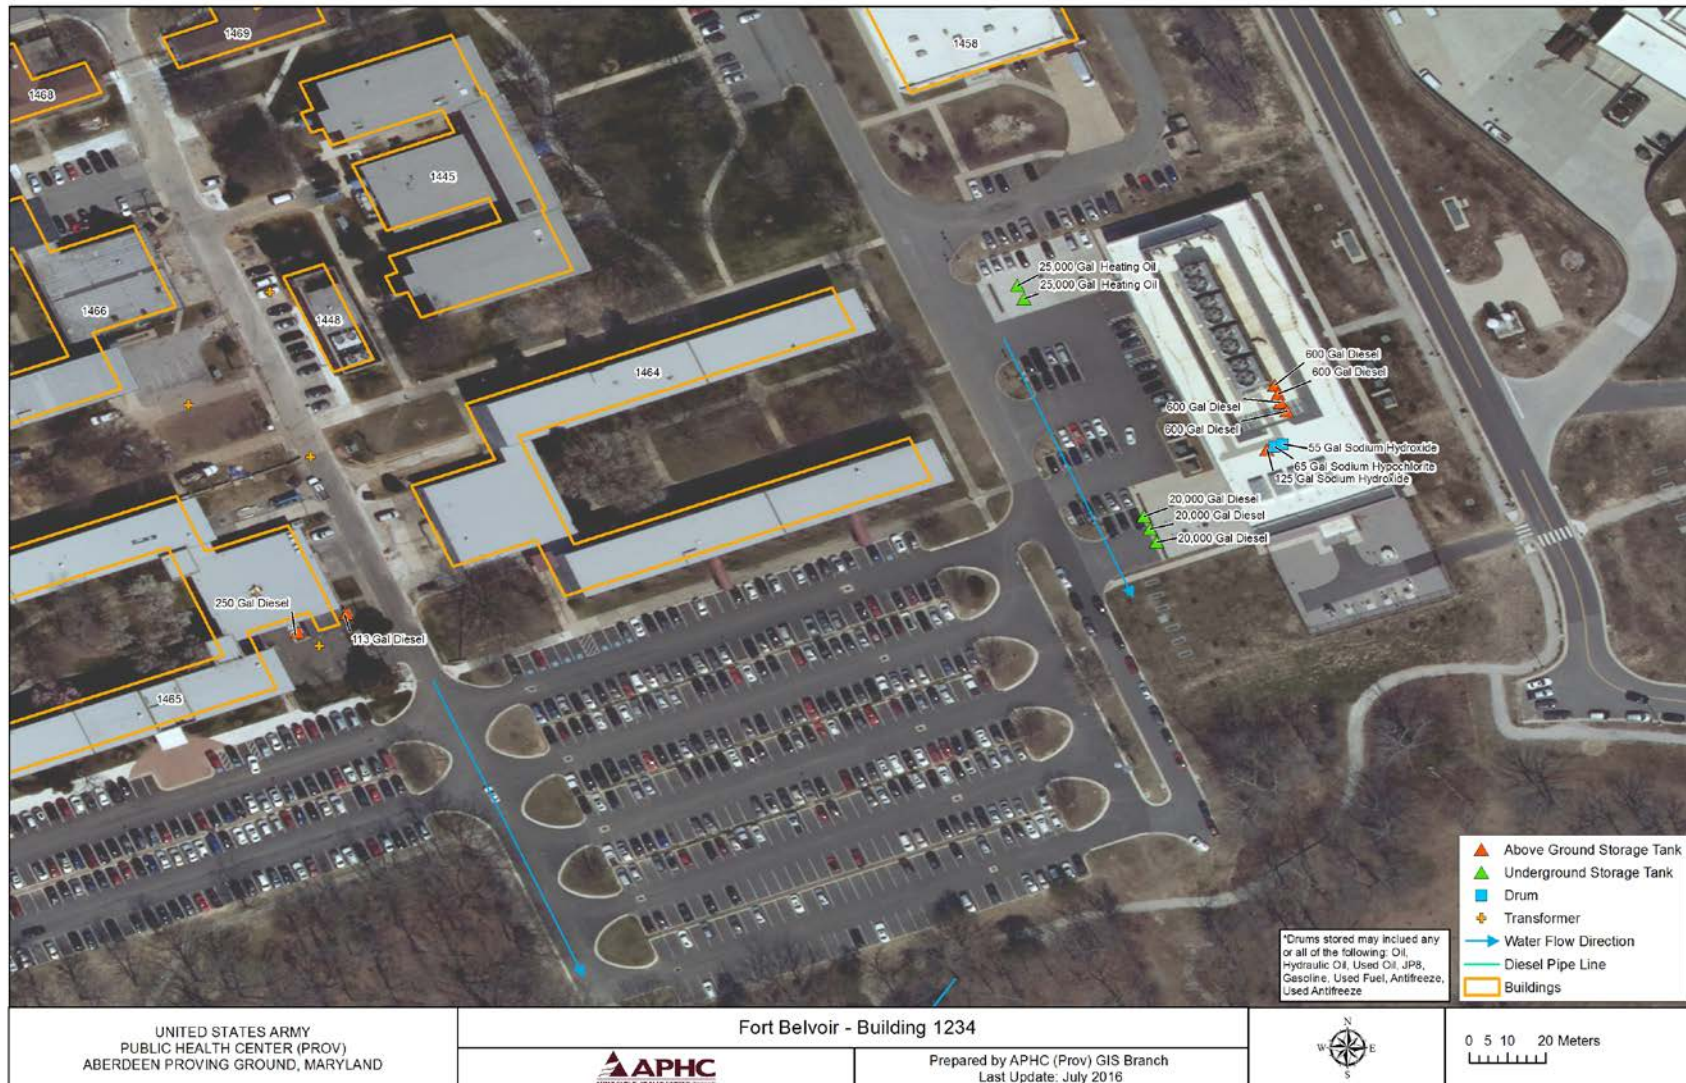 1469
1458
1468
1445
25,000 Gal Heating Oil
25,000 Gal Heating Oil
1466
1448
600 Gal Diesel
1464
600 Gal Diesel
600 Gal Diesel
600 Gal Diesel
55 Gal Sodium Hydroxide
65 Gal Sodium Hypochlorite
125 Gal Sodium Hydroxide
20,000 Gal Diesel
20,000 Gal Diesel
20,000 Gal Diesel
250 Gal Diesel
113 Gal Diesel
1465
Above Ground Storage Tank
Underground Storage Tank
Drum
Transformer
Water Flow Direction
Diesel Pipe Line
Buildings
*Drums stored may inclued any
or all of the following: Oil,
Hydraulic Oil, Used Oil, JP8,
Gasoline, Used Fuel, Antifreeze,
Used Antifreeze
UNITED STATES ARMY
PUBLIC HEALTH CENTER (PROV)
ABERDEEN PROVING GROUND, MARYLAND
Fort Belvoir - Building 1234
APHC
Prepared by APHC (Prov) GIS Branch
Last Update: July 2016
N
W E
S
0 5 10 20 Meters